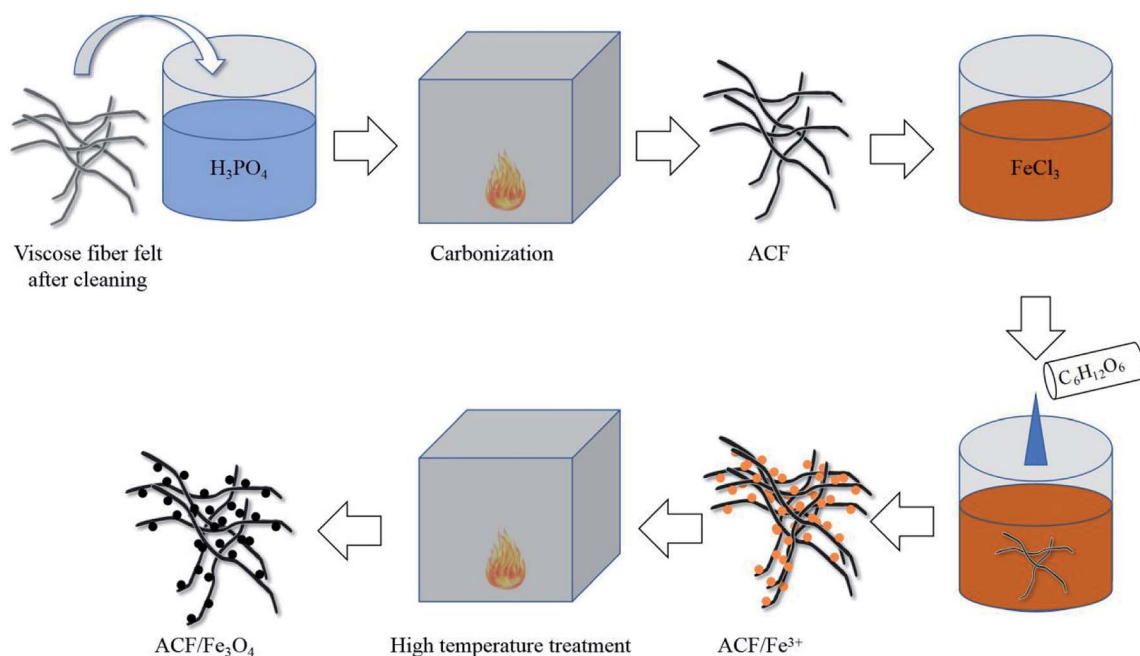 H₃PO₄
FeCl₃
Viscose fiber felt
after cleaning
Carbonization
ACF
C₆H₁₂O₆
ACF/Fe₃O₄
High temperature treatment
ACF/Fe³⁺